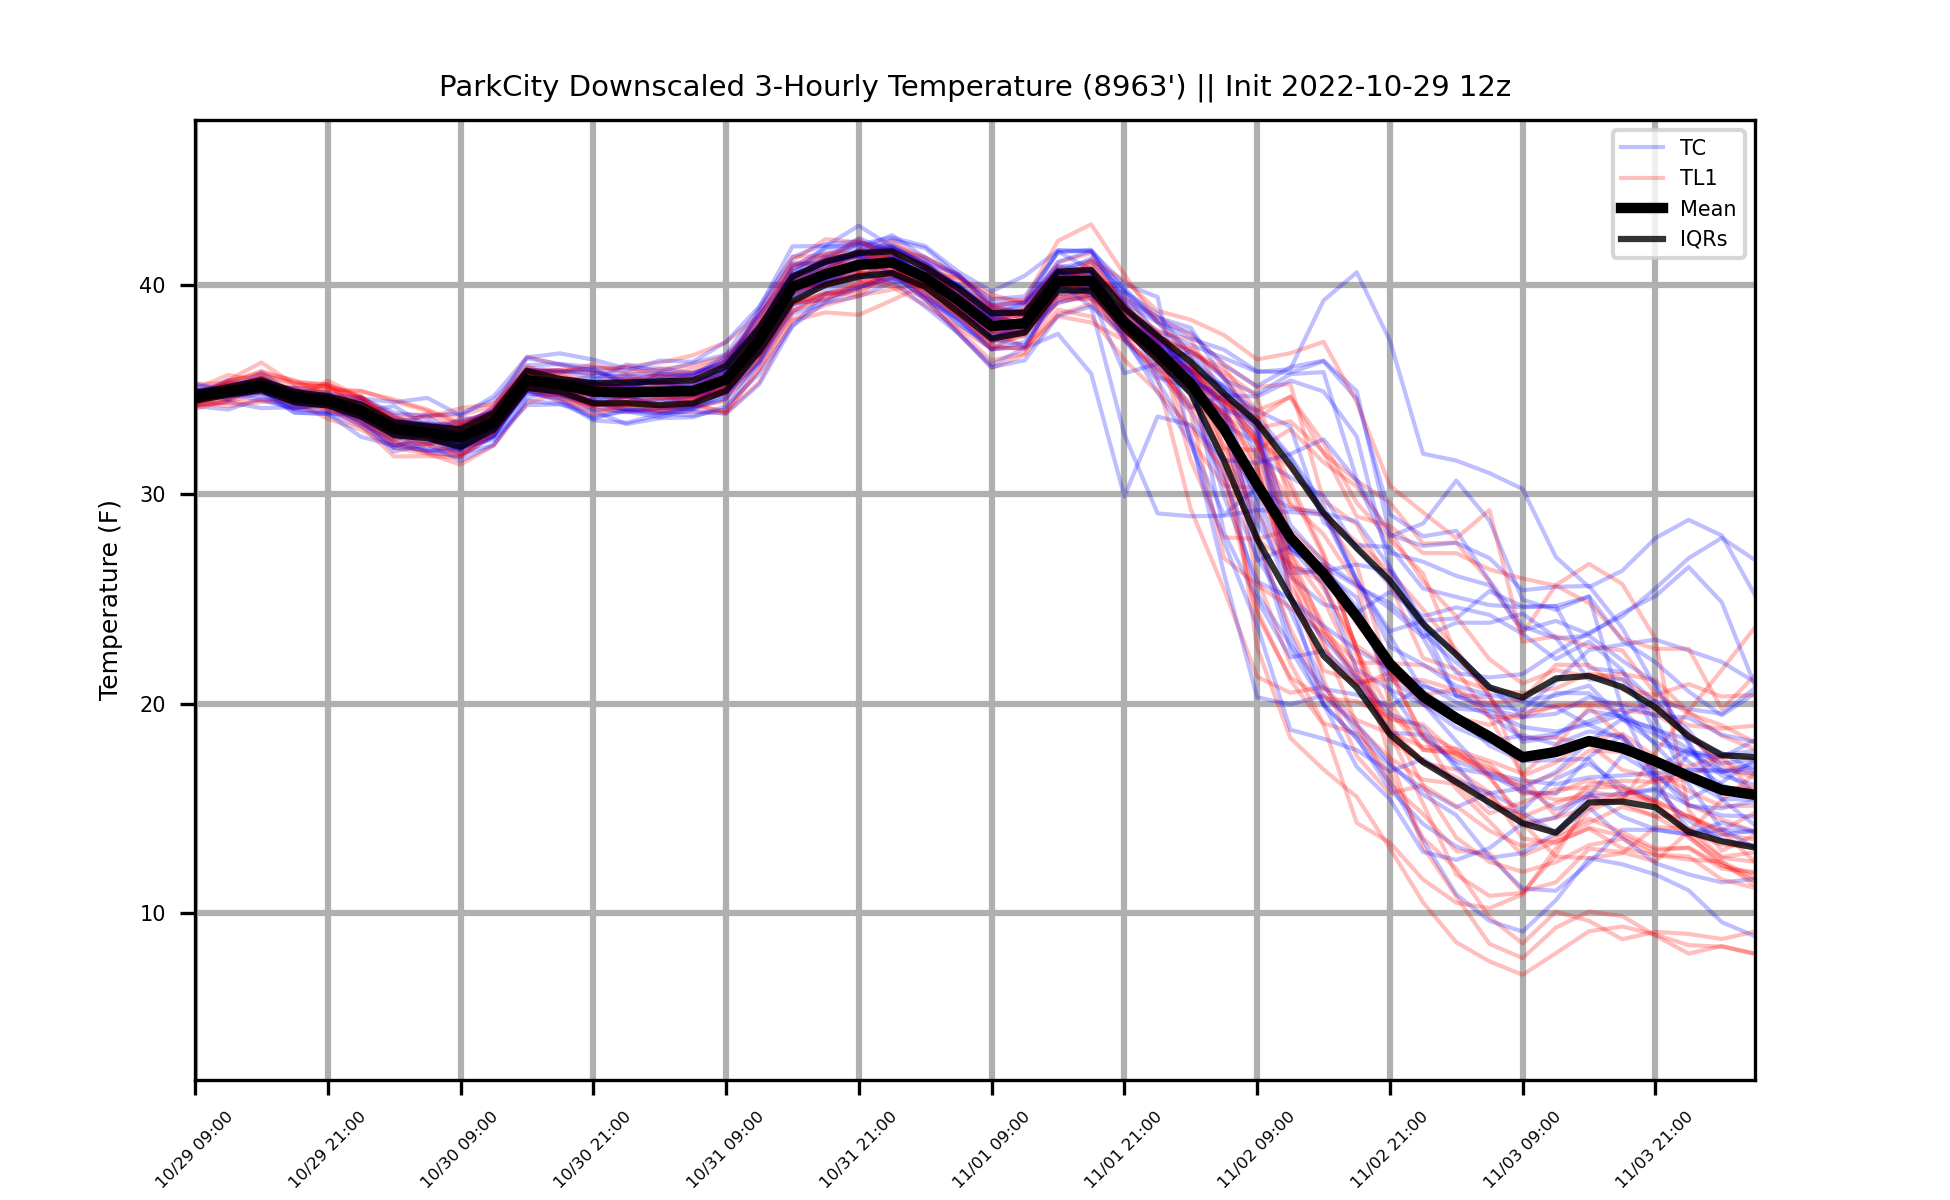 ParkCity Downscaled 3-Hourly Temperature (8963') || Init 2022-10-29 12z
TC
TL1
Mean
IQRs
Temperature (F)
40
30
20
10
10/29 09:00
10/29 21:00
10/30 09:00
10/30 21:00
10/31 09:00
10/31 21:00
11/01 09:00
11/01 21:00
11/02 09:00
11/02 21:00
11/03 09:00
11/03 21:00